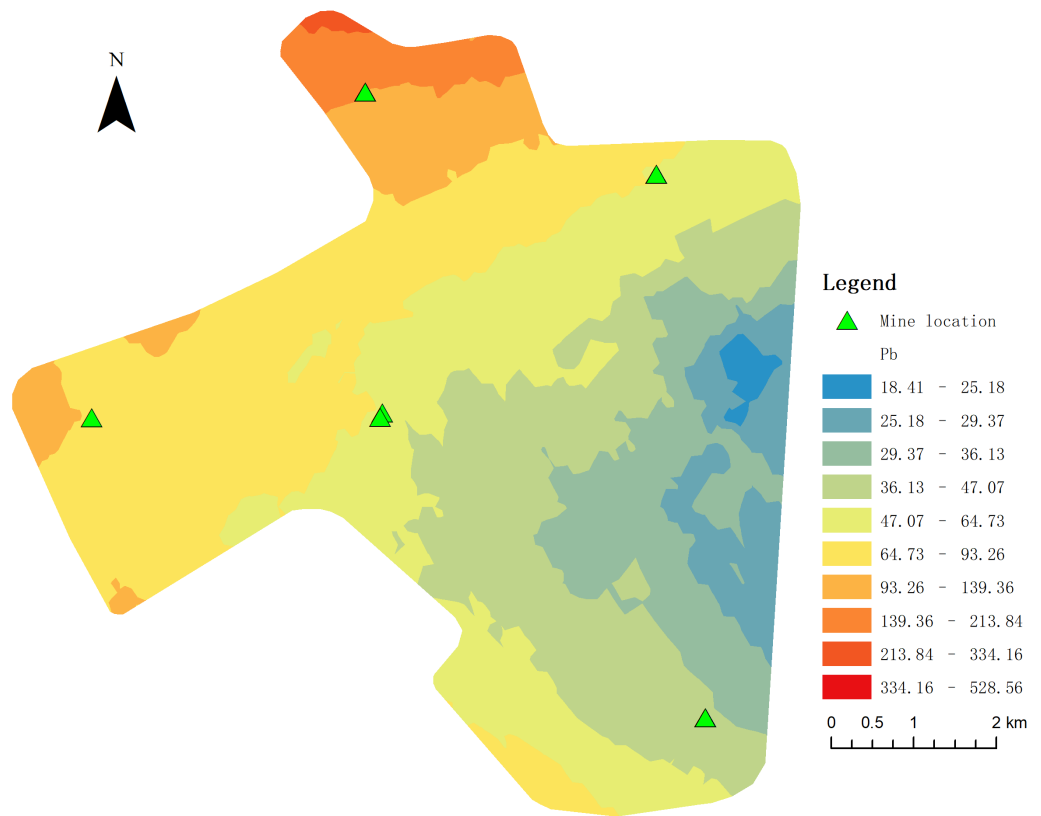 N
Legend
Mine location
Pb
18.41 - 25.18
25.18 - 29.37
29.37 - 36.13
36.13 - 47.07
47.07 - 64.73
64.73 - 93.26
93.26 - 139.36
139.36 - 213.84
213.84 - 334.16
334.16 - 528.56
0 0.5 1 2 km